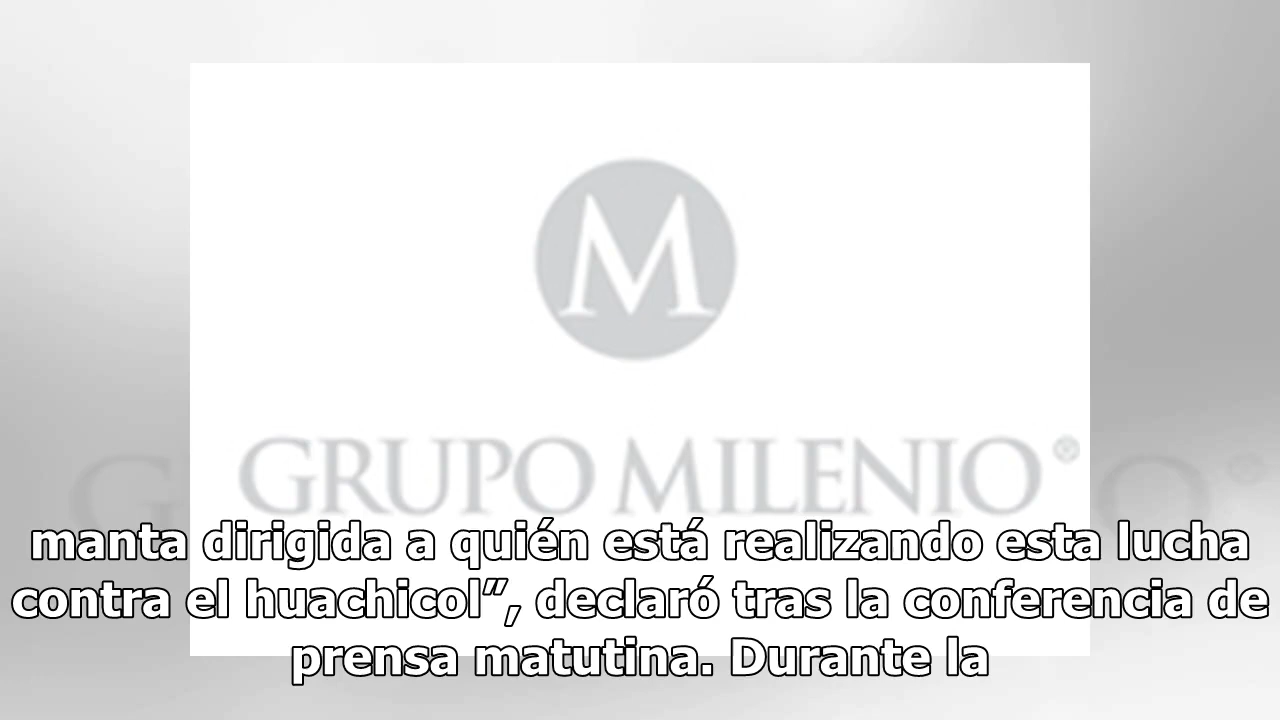 M
GRUPO MILENIO®
G O ®
manta dirigida a quién está realizando esta lucha
contra el huachicol”, declaró tras la conferencia de
prensa matutina. Durante la